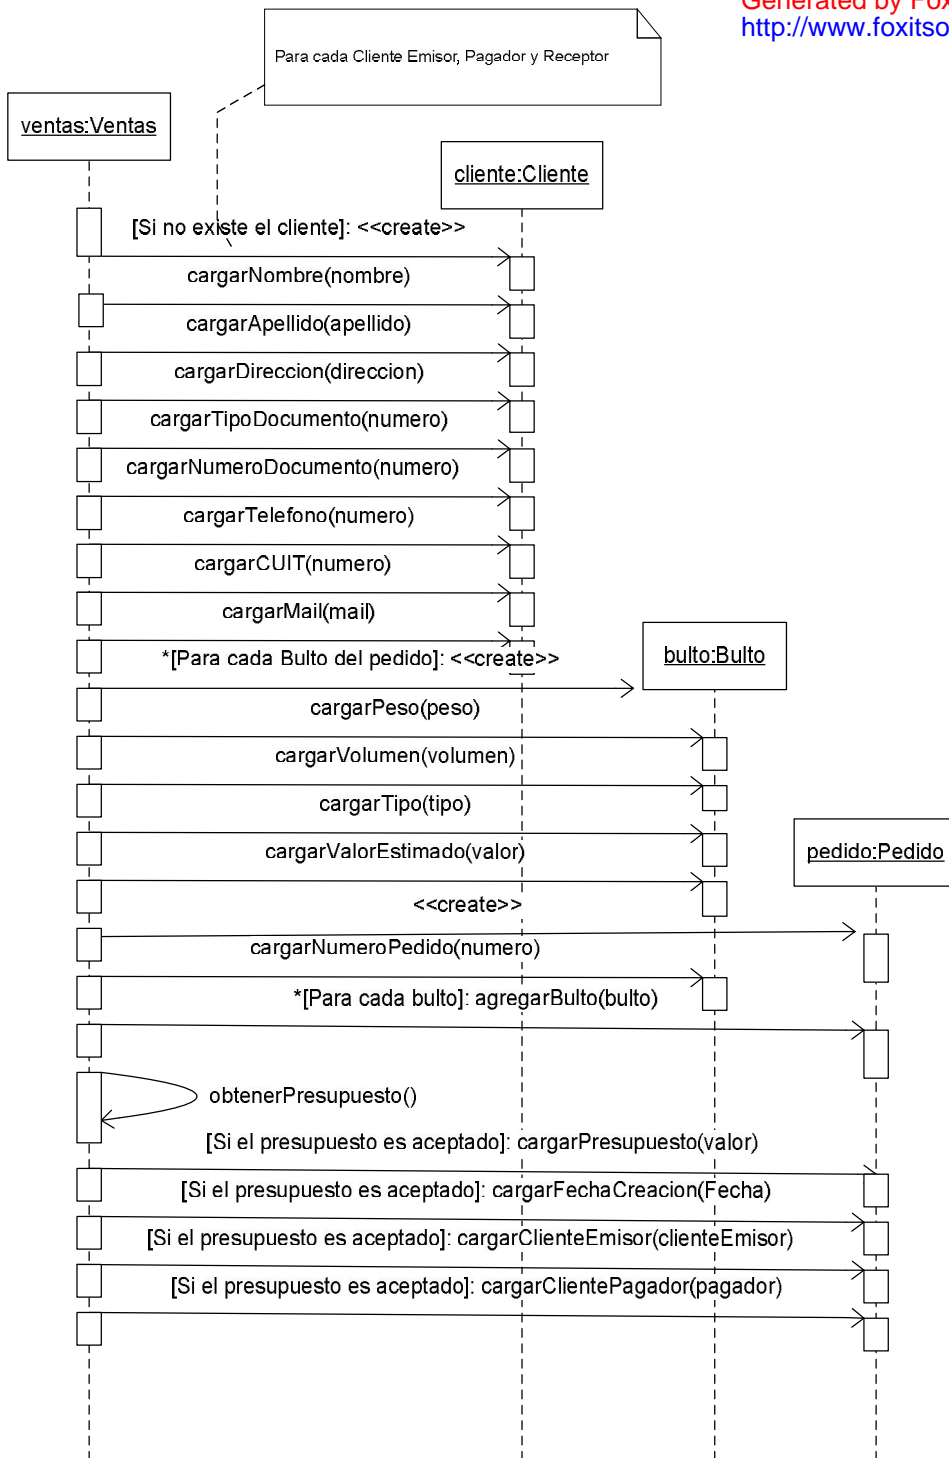 Generated by Fox
http://www.foxitso
Para cada Cliente Emisor, Pagador y Receptor
ventas:Ventas
cliente:Cliente
[Si no existe el cliente]: <<create>>
cargarNombre(nombre)
cargarApellido(apellido)
cargarDireccion(direccion)
cargarTipoDocumento(numero)
cargarNumeroDocumento(numero)
cargarTelefono(numero)
cargarCUIT(numero)
cargarMail(mail)
*[Para cada Bulto del pedido]: <<create>>
bulto:Bulto
cargarPeso(peso)
cargarVolumen(volumen)
cargarTipo(tipo)
cargarValorEstimado(valor)
pedido:Pedido
<<create>>
cargarNumeroPedido(numero)
*[Para cada bulto]: agregarBulto(bulto)
obtenerPresupuesto()
[Si el presupuesto es aceptado]: cargarPresupuesto(valor)
[Si el presupuesto es aceptado]: cargarFechaCreacion(Fecha)
[Si el presupuesto es aceptado]: cargarClienteEmisor(clienteEmisor)
[Si el presupuesto es aceptado]: cargarClientePagador(pagador)